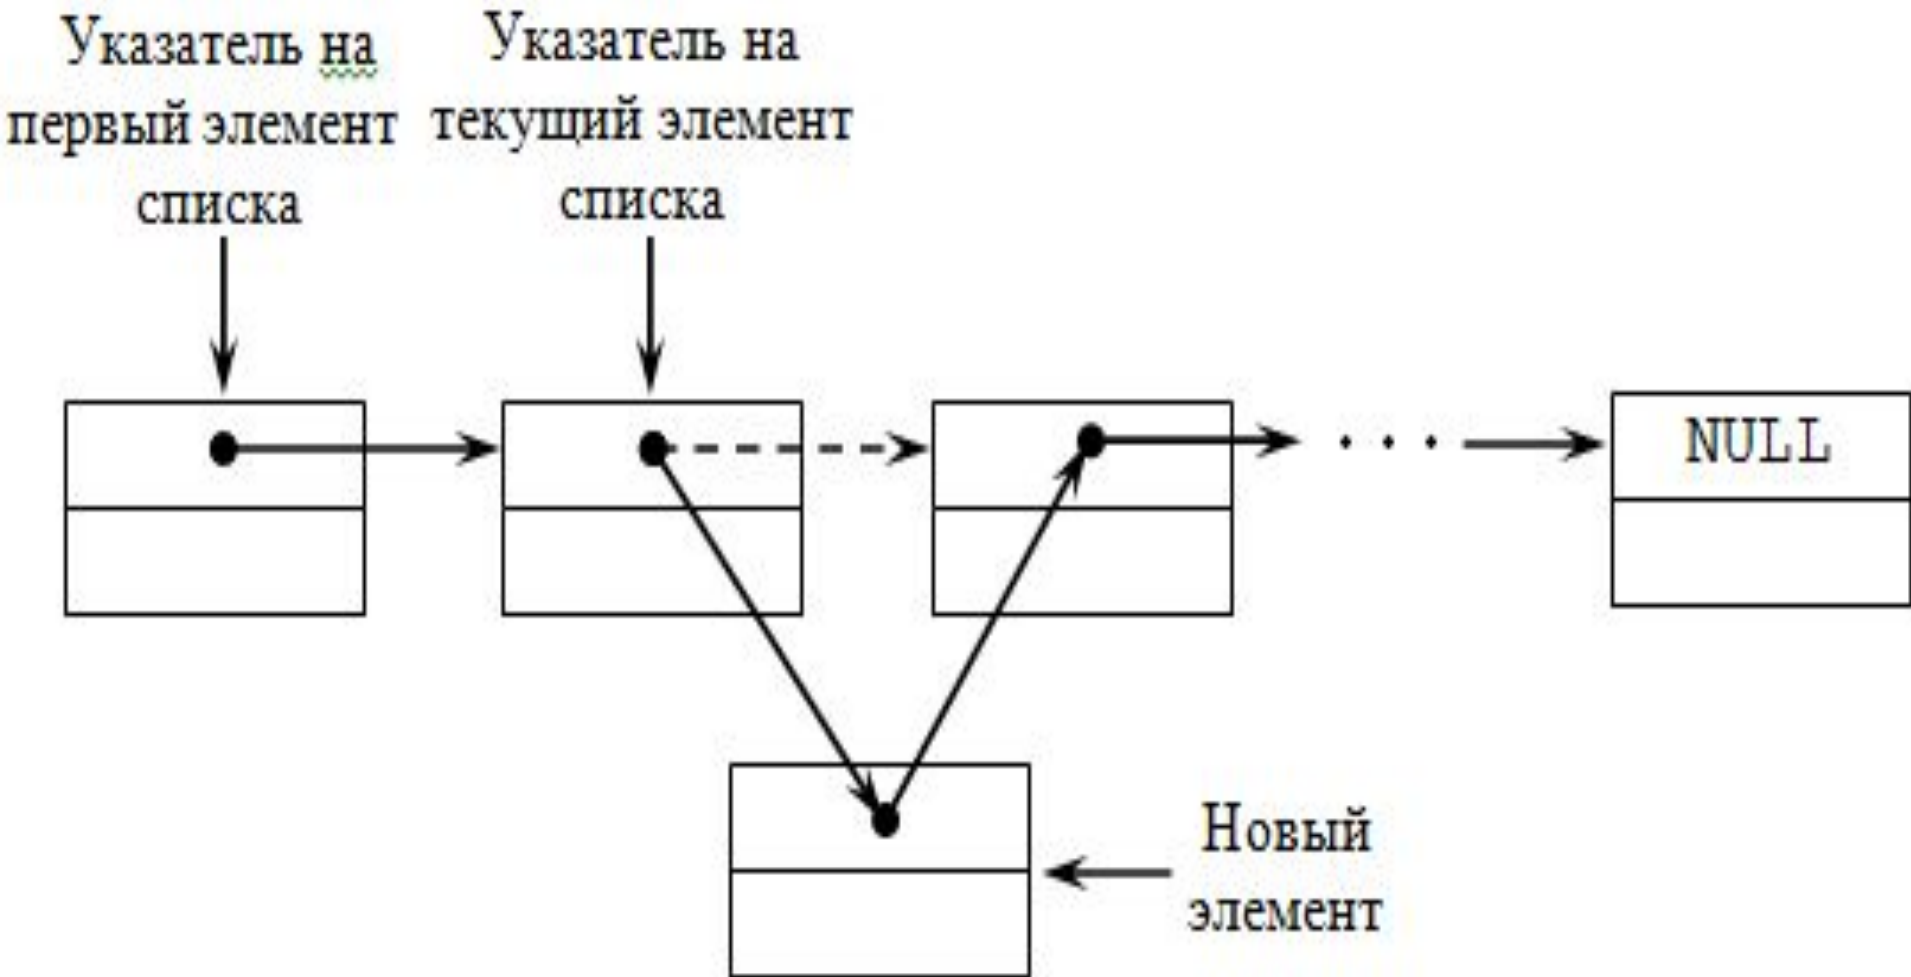 Указатель на
первый элемент
списка
Указатель на
текущий элемент
списка
NULL
Новый
элемент